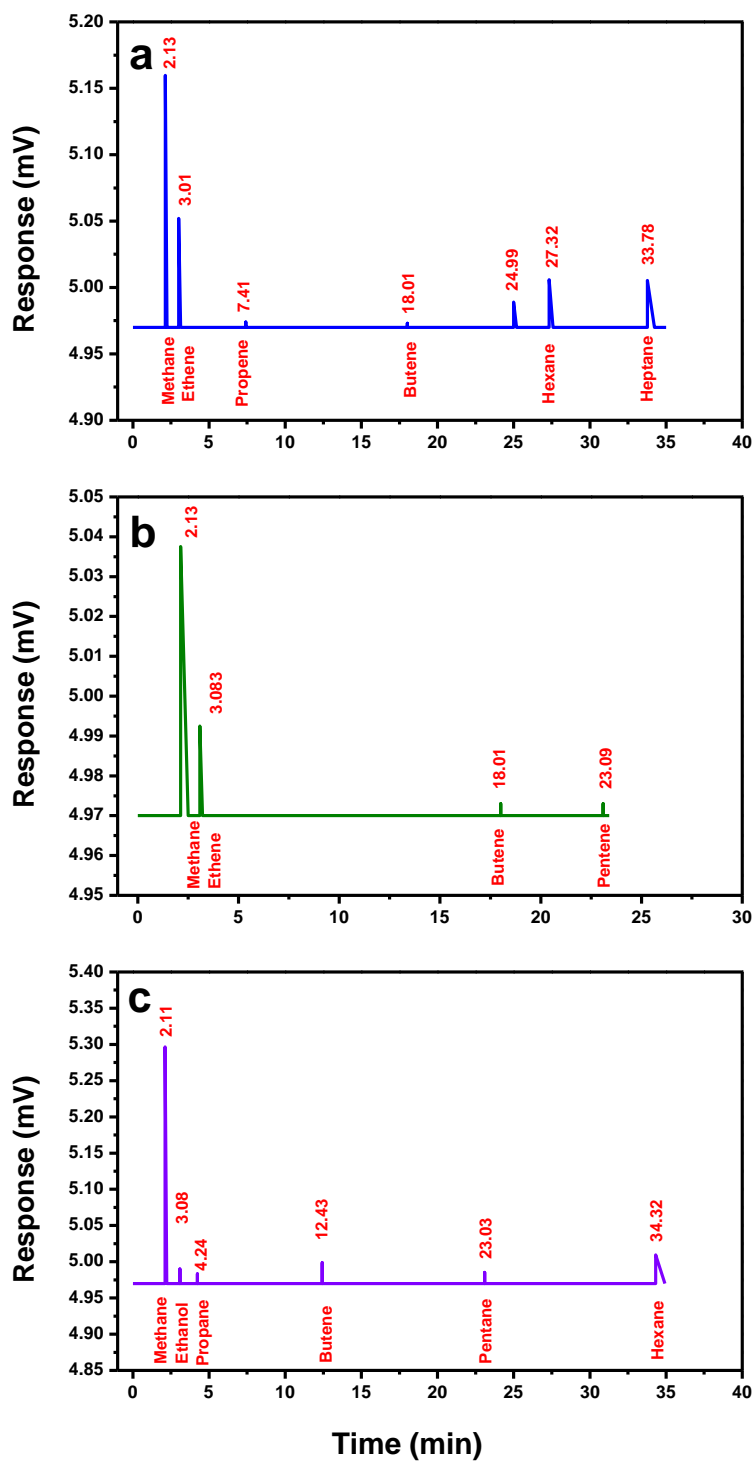 a
5.20
5.15
5.10
5.05
5.00
4.95
4.90
Response (mV)
2.13
3.01
7.41
18.01
24.99
27.32
33.78
Methane
Ethene
Propene
Butene
Hexane
Heptane
0 5 10 15 20 25 30 35 40
b
5.05
5.04
5.03
5.02
5.01
5.00
4.99
4.98
4.97
4.96
4.95
Response (mV)
2.13
3.083
18.01
23.09
Methane
Ethene
Butene
Pentene
0 5 10 15 20 25 30
c
5.40
5.35
5.30
5.25
5.20
5.15
5.10
5.05
5.00
4.95
4.90
4.85
Response (mV)
2.11
3.08
4.24
12.43
23.03
34.32
Methane
Ethanol
Propane
Butene
Pentane
Hexane
0 5 10 15 20 25 30 35 40
Time (min)